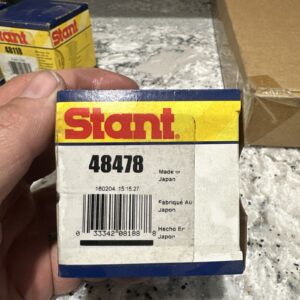 Stant
Stant®
48478
Made in
Japan
160204 15:15:27
Fabriqué Au
Japon
0 33342 08188 8
Hecho En
Japon